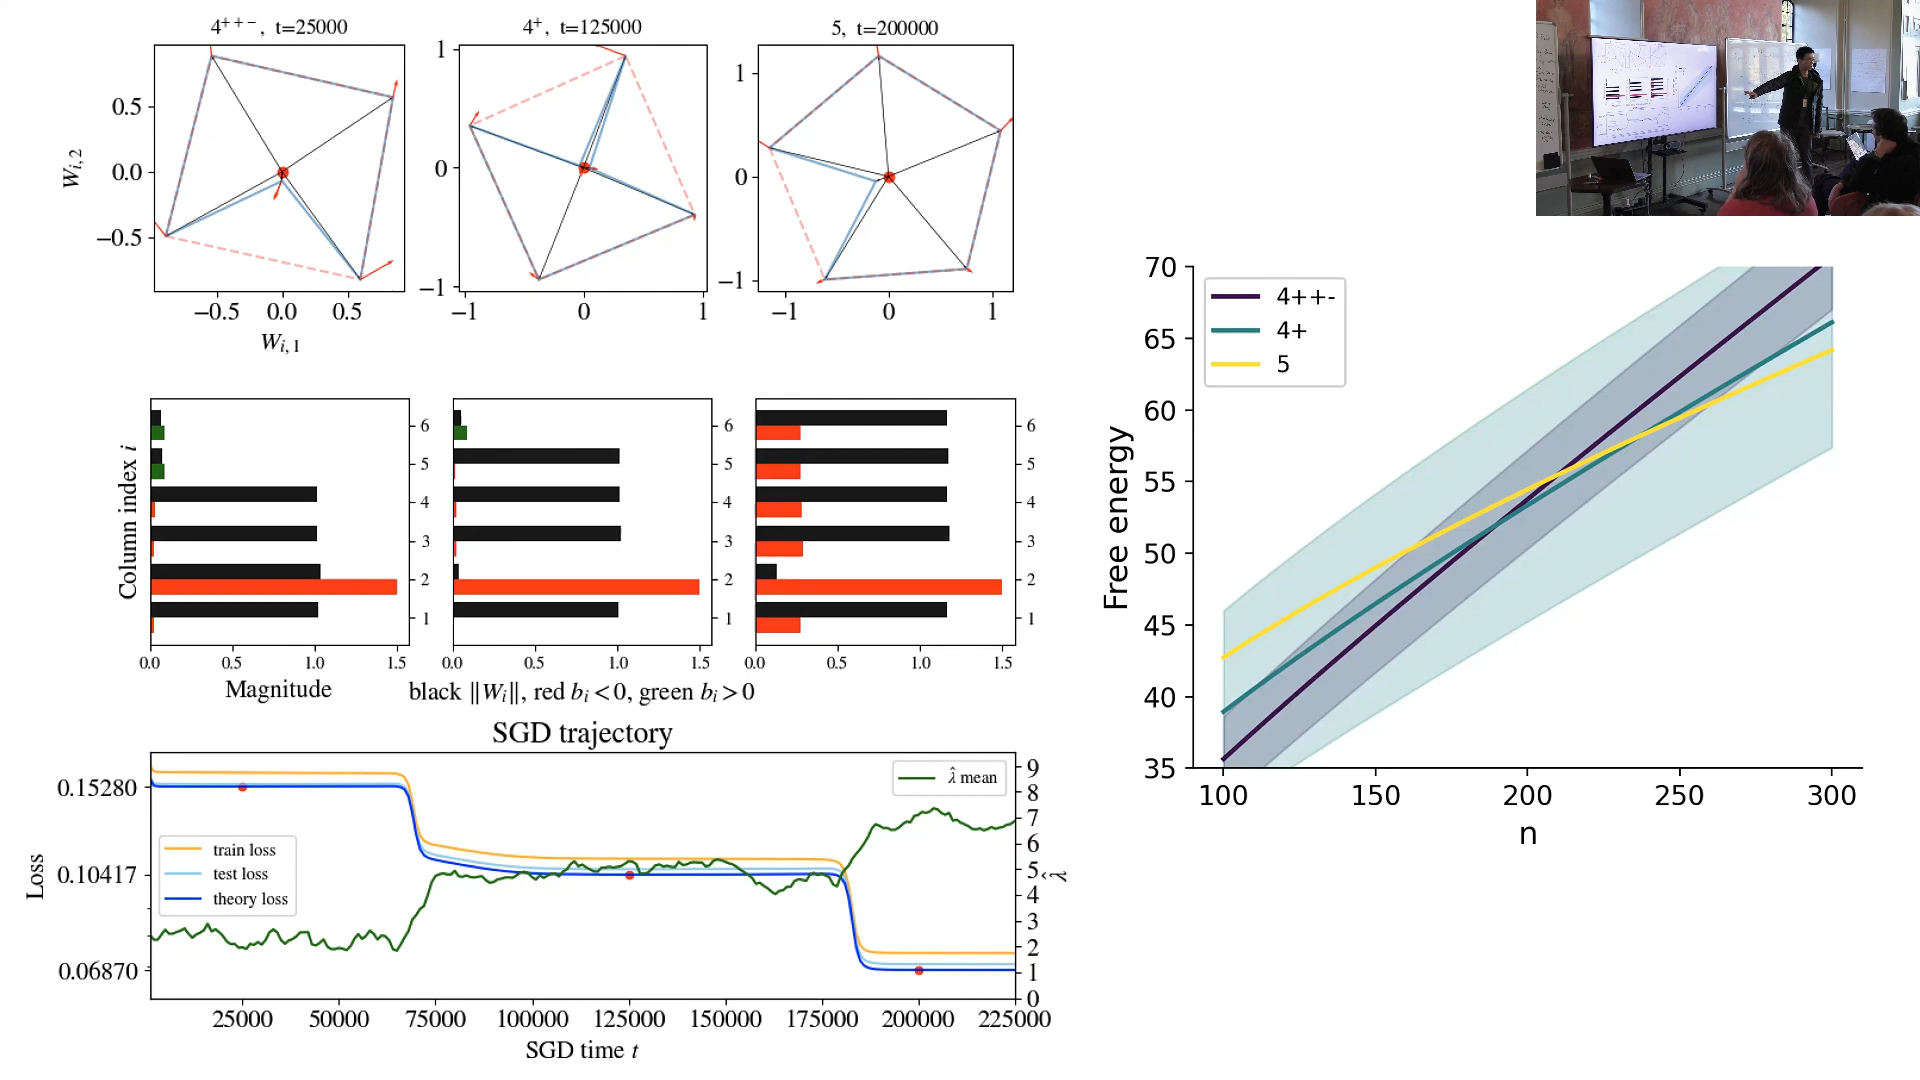 4⁺⁺⁻, t=25000
4⁺, t=125000
5, t=200000
W_{i,2}
0.5
0.0
−0.5
−0.5 0.0 0.5
W_{i,1}
1
0
−1
−1 0 1
1
0
−1
−1 0 1
Column index i
6
5
4
3
2
1
0.0 0.5 1.0 1.5
6
5
4
3
2
1
0.0 0.5 1.0 1.5
6
5
4
3
2
1
0.0 0.5 1.0 1.5
Magnitude
black ‖W_i‖, red b_i<0, green b_i>0
SGD trajectory
Loss
0.15280
0.10417
0.06870
train loss
test loss
theory loss
λ̂ mean
9
8
7
6
5
4
3
2
1
0
λ̂
25000 50000 75000 100000 125000 150000 175000 200000 225000
SGD time t
4++-
4+
5
Free energy
70
65
60
55
50
45
40
35
100 150 200 250 300
n